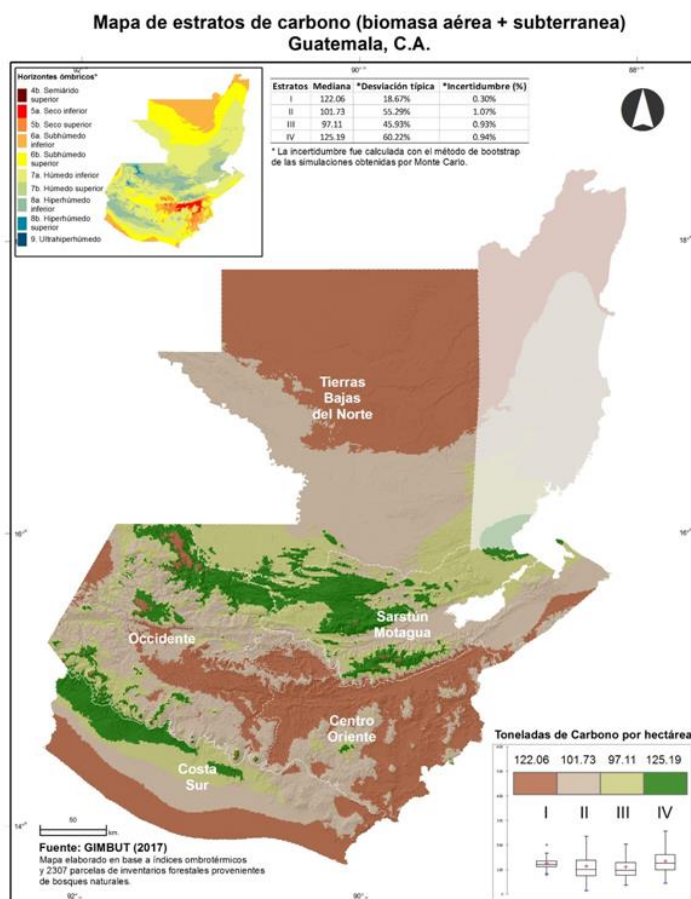 Mapa de estratos de carbono (biomasa aérea + subterranea)
Guatemala, C.A.
Horizontes ómbricos*
4b. Semiárido
superior
5a. Seco inferior
5b. Seco superior
6a. Subhúmedo
inferior
6b. Subhúmedo
superior
7a. Húmedo inferior
7b. Húmedo superior
8a. Hiperhúmedo
inferior
8b. Hiperhúmedo
superior
9. Ultrahiperhúmedo
Estratos Mediana *Desviación típica *Incertidumbre (%)
I 122.06 18.67% 0.30%
II 101.73 55.29% 1.07%
III 97.11 45.93% 0.93%
IV 125.19 60.22% 0.94%
* La incertidumbre fue calculada con el método de bootstrap
de las simulaciones obtenidas por Monte Carlo.
Tierras
Bajas
del Norte
Occidente
Sarstún
Motagua
Centro
Oriente
Costa
Sur
Toneladas de Carbono por hectárea
122.06 101.73 97.11 125.19
I II III IV
50
km.
Fuente: GIMBUT (2017)
Mapa elaborado en base a índices ombrotérmicos
y 2307 parcelas de inventarios forestales provenientes
de bosques naturales.